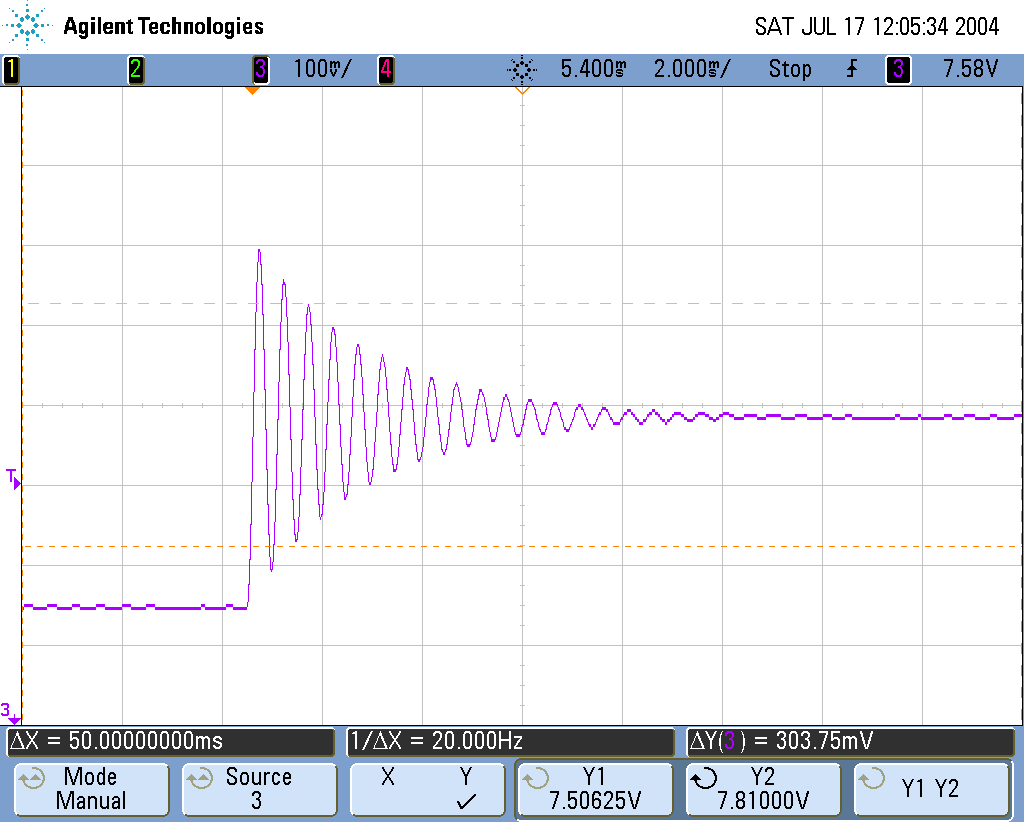 Agilent Technologies SAT JUL 17 12:05:34 2004
1 2 3 100mV/ 4 5.400ms 2.000ms/ Stop 3 7.58V
T
3
ΔX = 50.00000000ms 1/ΔX = 20.000Hz ΔY(3) = 303.75mV
Mode Source X Y Y1 Y2 Y1 Y2
Manual 3 7.50625V 7.81000V